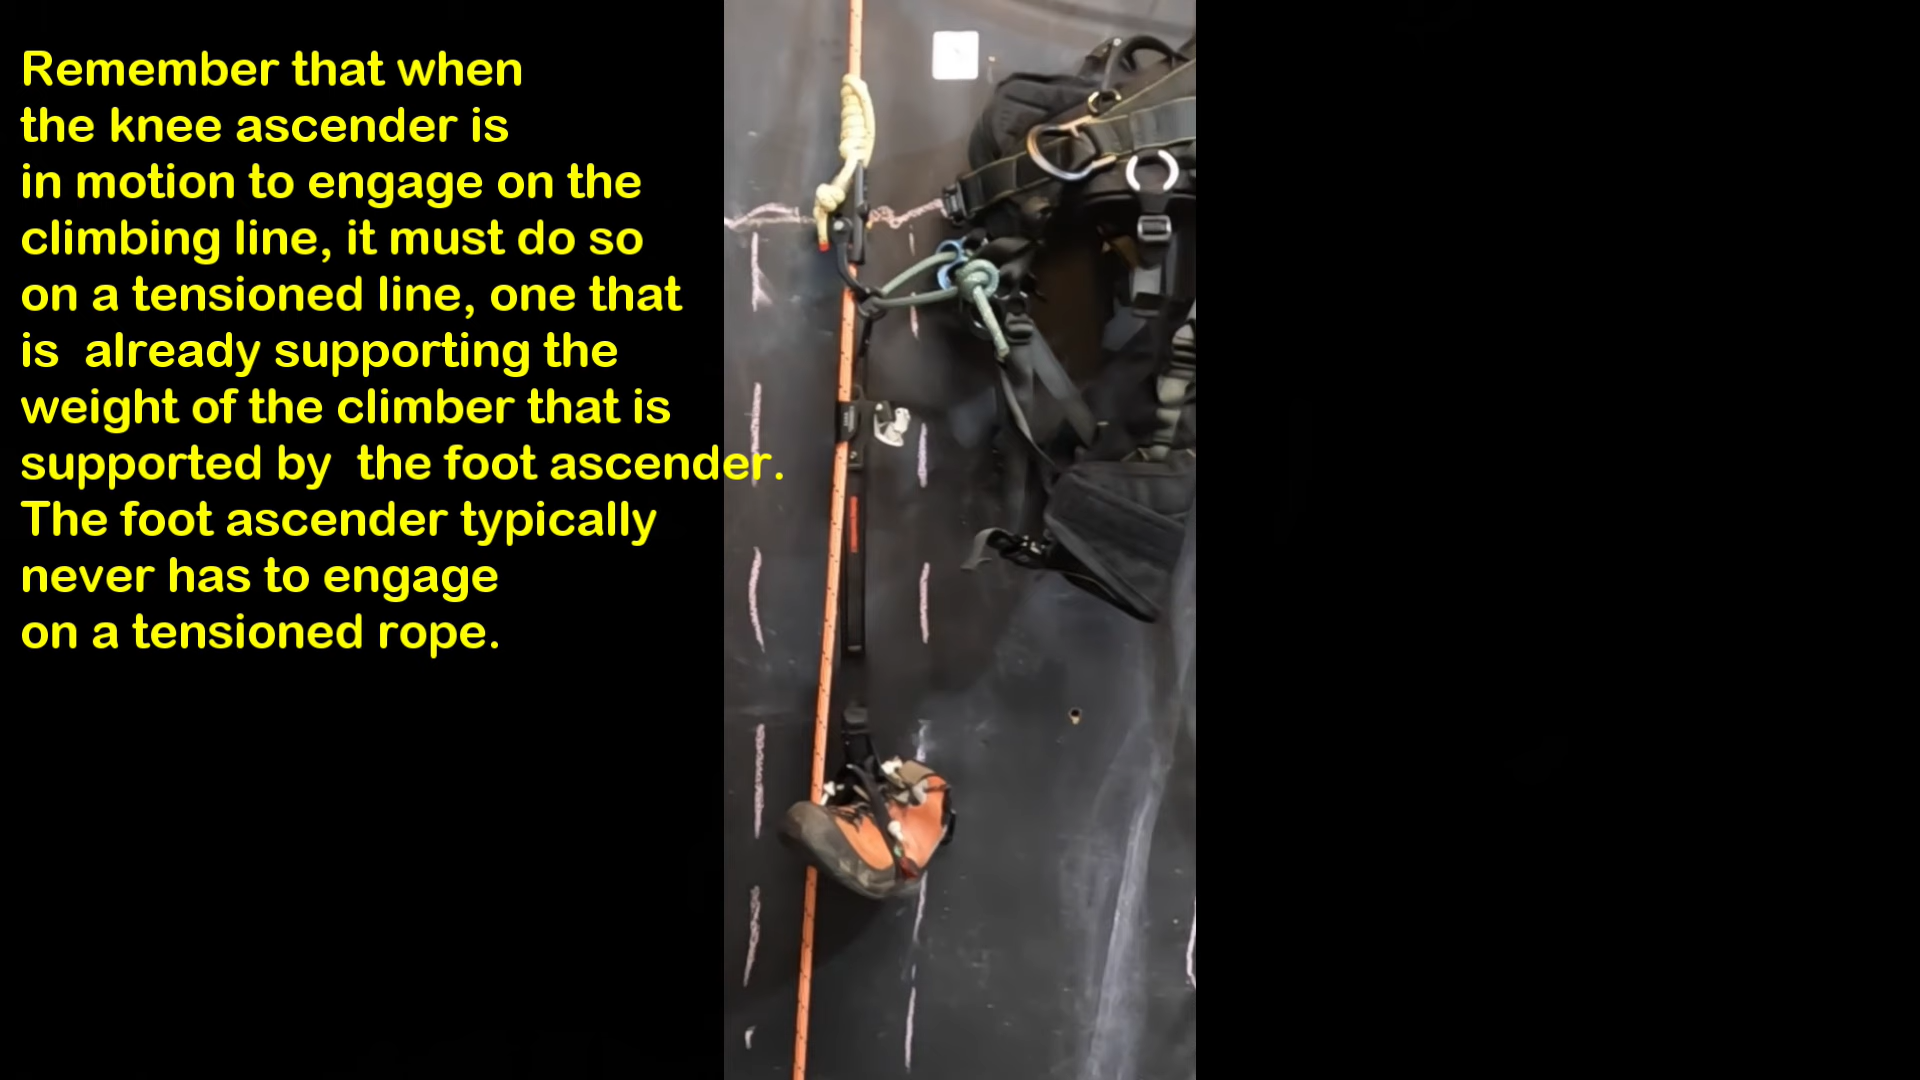 Remember that when
the knee ascender is
in motion to engage on the
climbing line, it must do so
on a tensioned line, one that
is  already supporting the
weight of the climber that is
supported by  the foot ascender.
The foot ascender typically
never has to engage
on a tensioned rope.